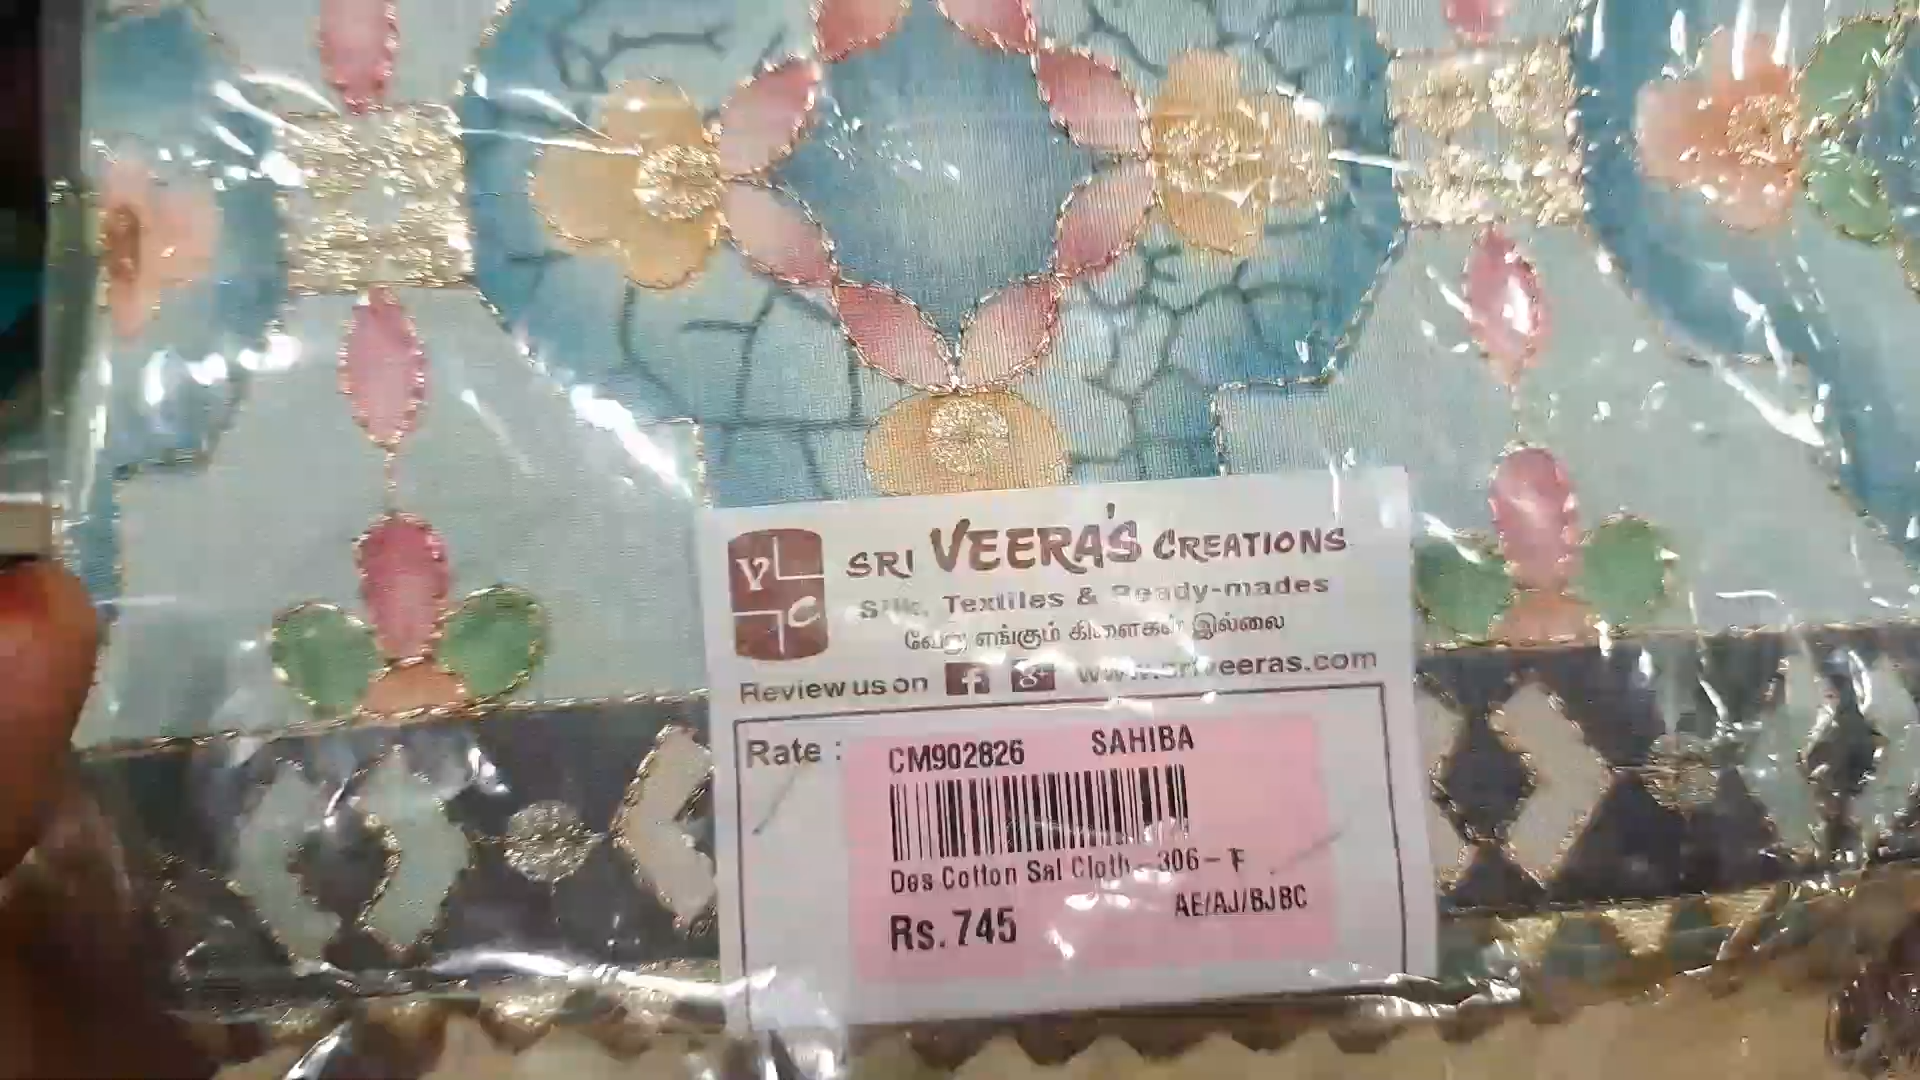 VC
SRI VEERA'S CREATIONS
Silk, Textiles & Ready-mades
வேறு எங்கும் கிளைகள் இல்லை
Review us on f g+ www.sriveeras.com
Rate : CM902826 SAHIBA
Des Cotton Sal Cloth - 306 - F
Rs. 745 AE/AJ/BJBC